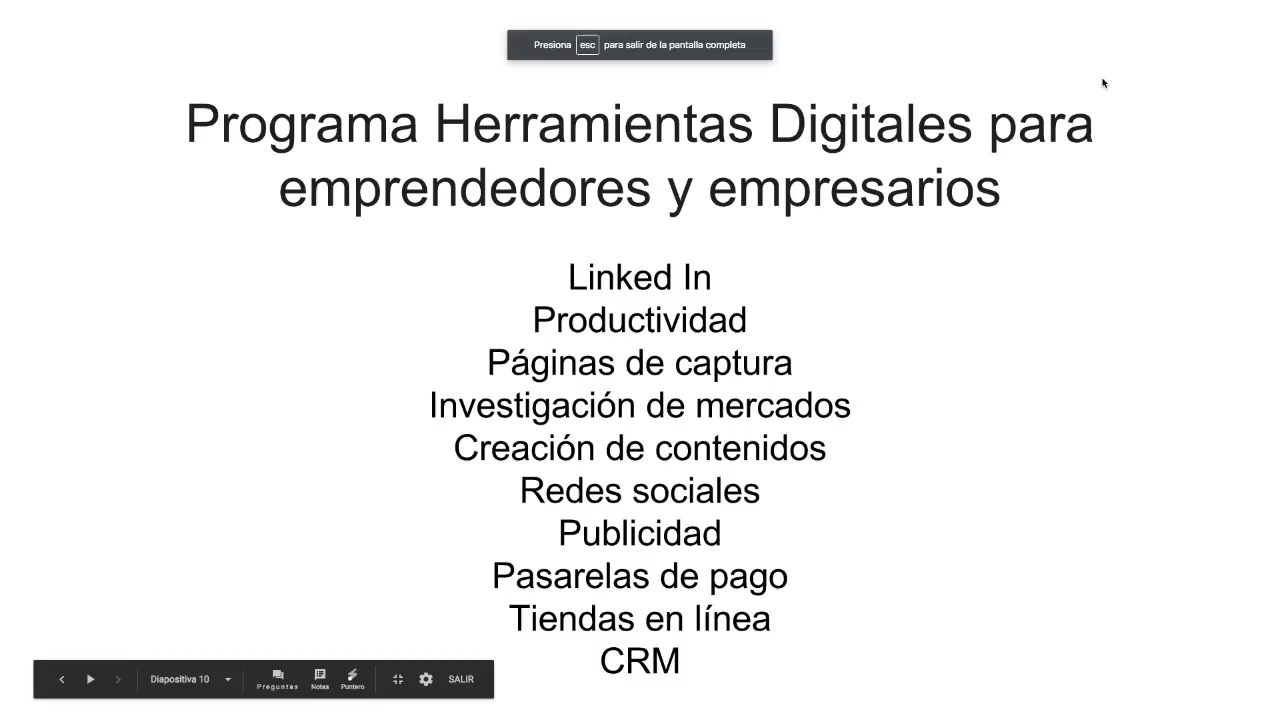 Presiona esc para salir de la pantalla completa
Programa Herramientas Digitales para
emprendedores y empresarios
Linked In
Productividad
Páginas de captura
Investigación de mercados
Creación de contenidos
Redes sociales
Publicidad
Pasarelas de pago
Tiendas en línea
CRM
Diapositiva 10 Preguntas Notas Puntero SALIR